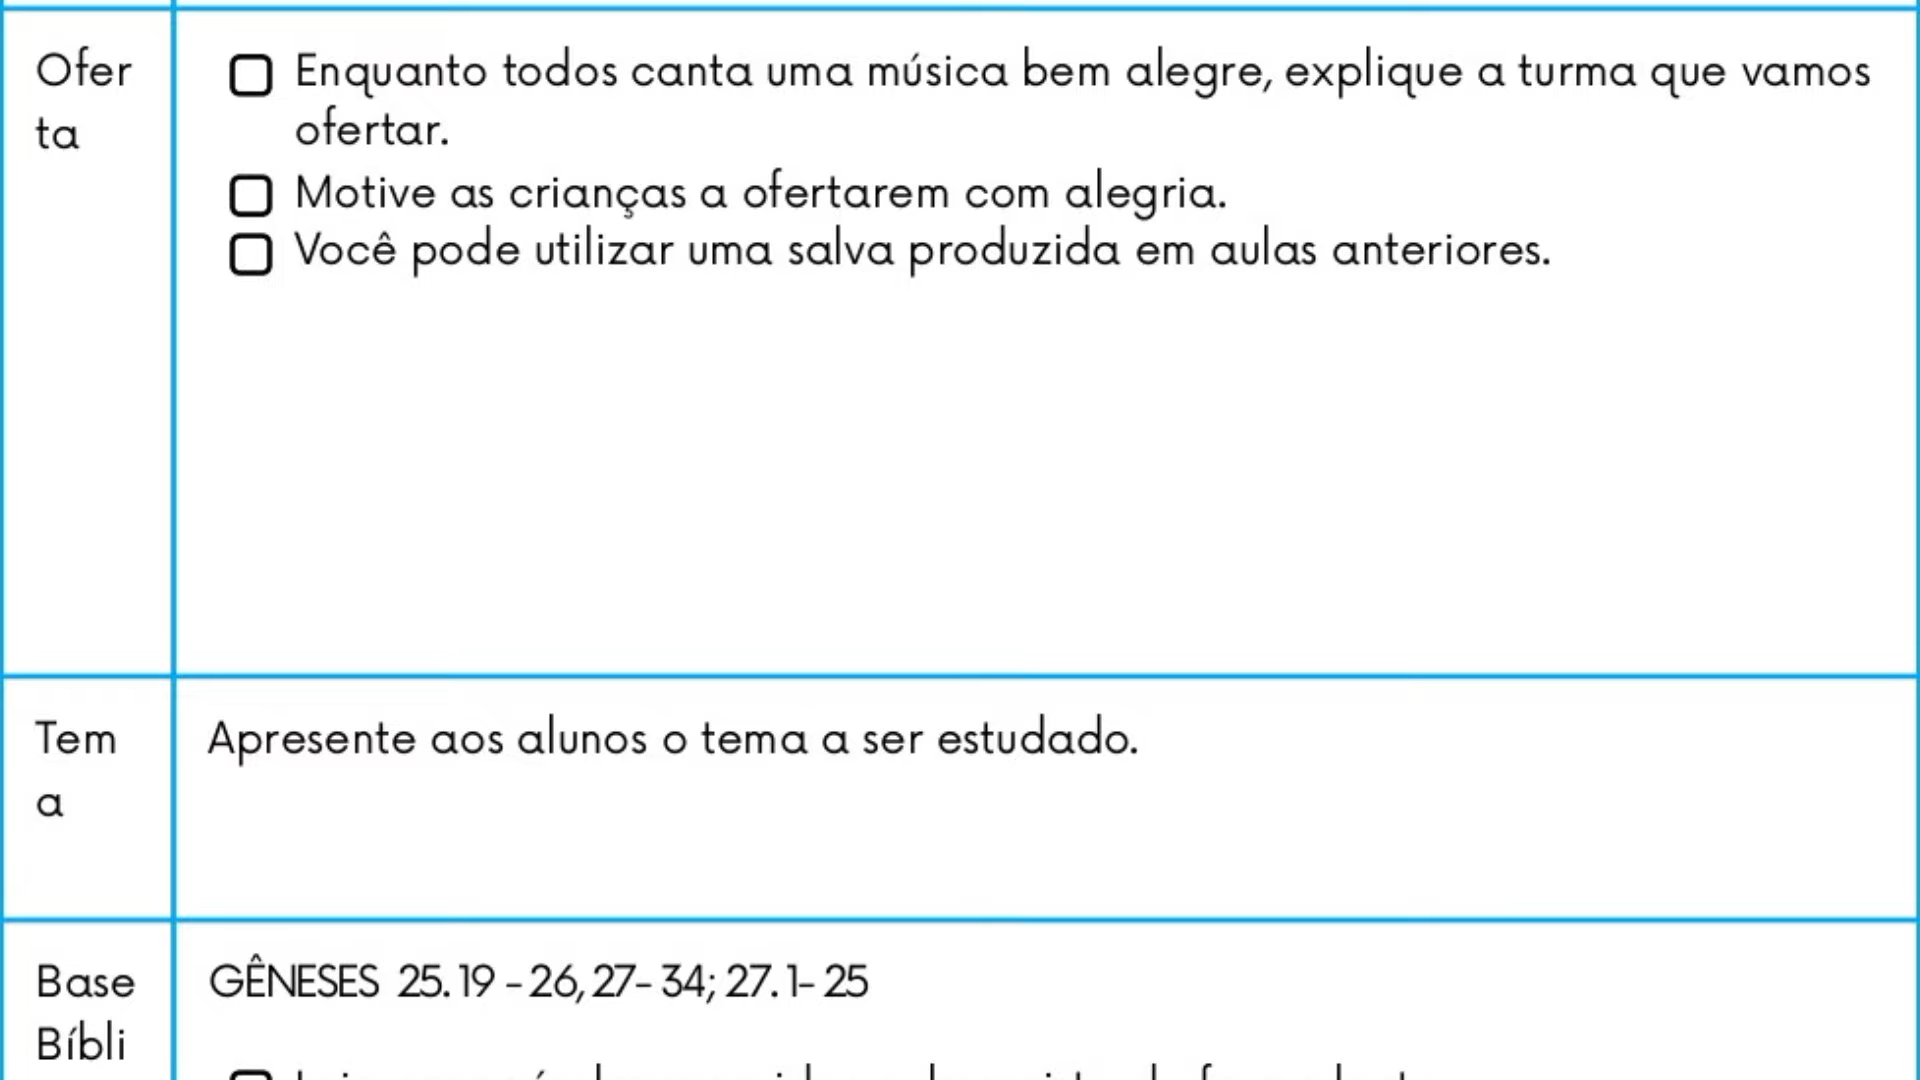 Ofer
ta
Enquanto todos canta uma música bem alegre, explique a turma que vamos
ofertar.
Motive as crianças a ofertarem com alegria.
Você pode utilizar uma salva produzida em aulas anteriores.
Tem
a
Apresente aos alunos o tema a ser estudado.
Base
Bíbli
GÊNESES 25. 19 - 26, 27- 34; 27. 1- 25